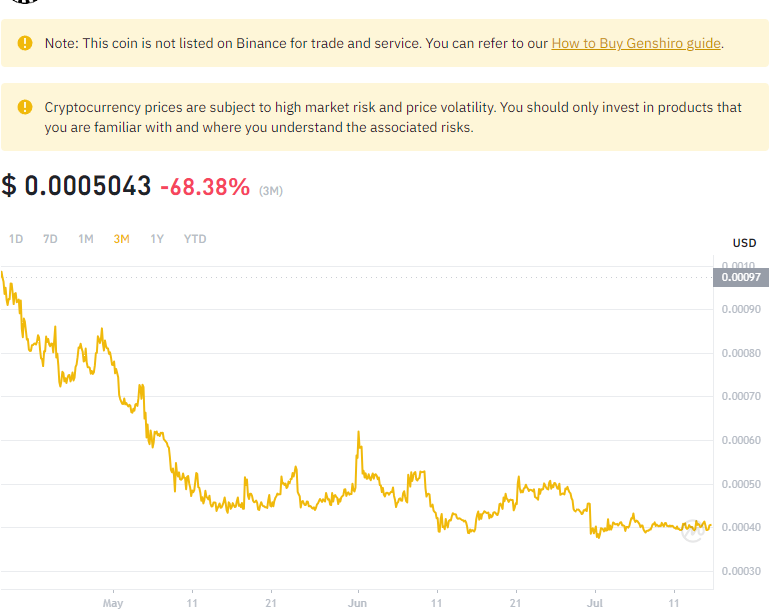 Note: This coin is not listed on Binance for trade and service. You can refer to our How to Buy Genshiro guide.
Cryptocurrency prices are subject to high market risk and price volatility. You should only invest in products that
you are familiar with and where you understand the associated risks.
$ 0.0005043 -68.38% (3M)
1D 7D 1M 3M 1Y YTD
USD
0.0010
0.00097
0.00090
0.00080
0.00070
0.00060
0.00050
0.00040
0.00030
May 11 21 Jun 11 21 Jul 11